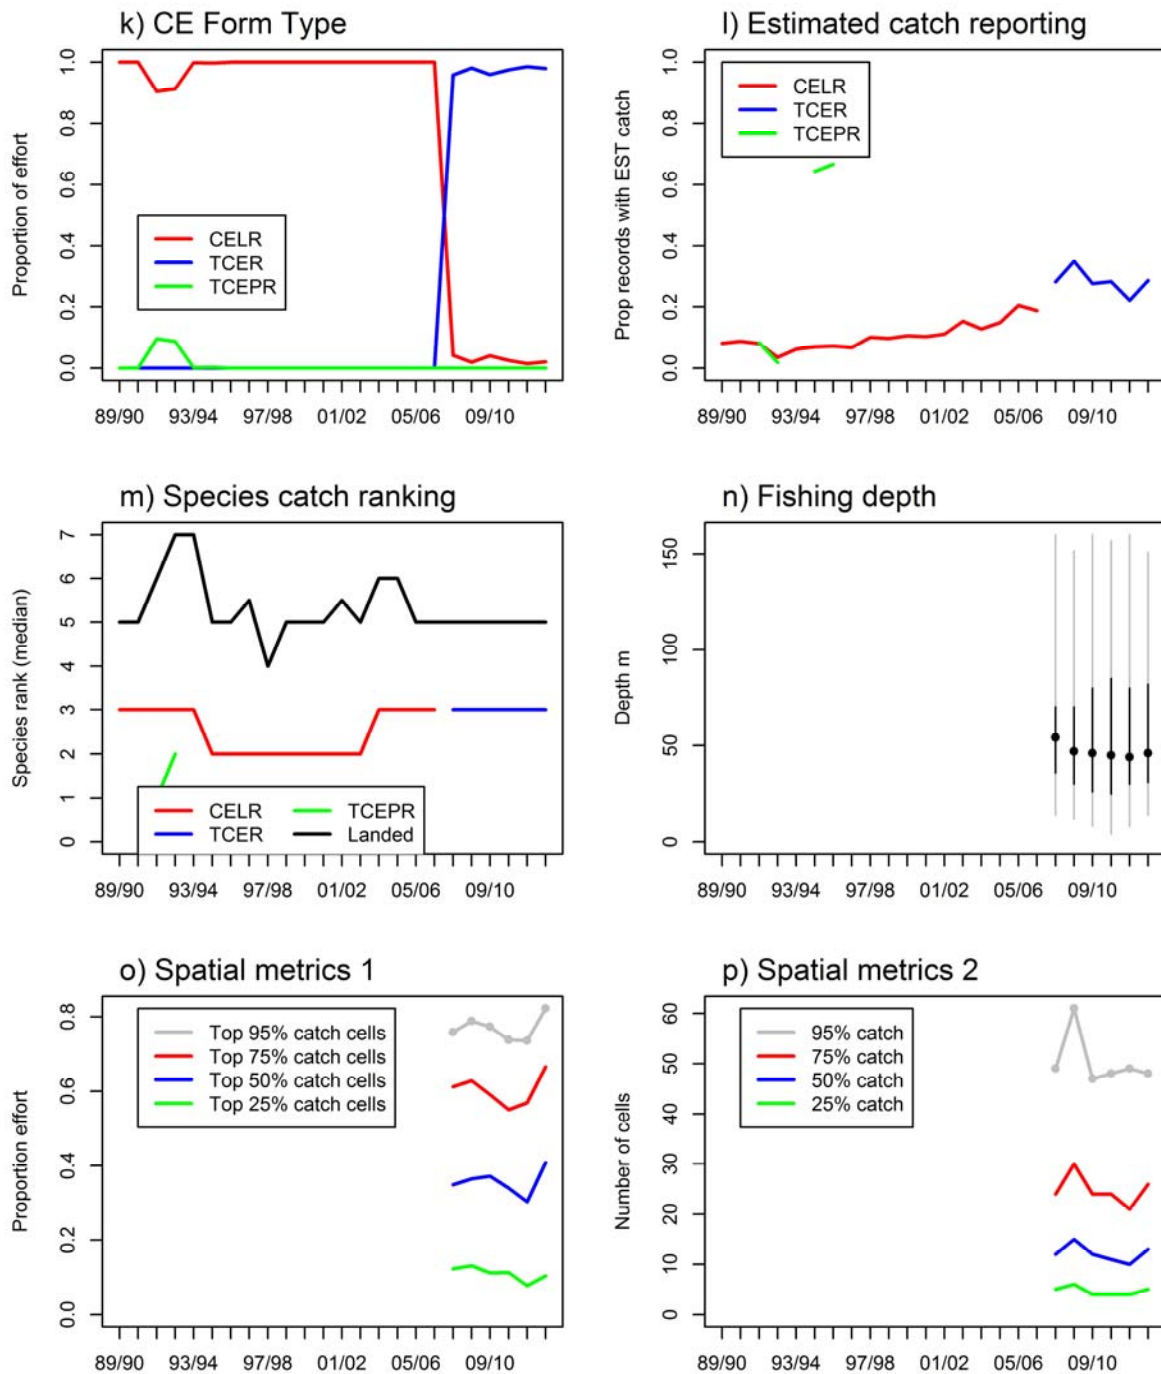 k) CE Form Type
Proportion of effort
1.0
0.8
0.6
0.4
0.2
0.0
CELR
TCER
TCEPR
89/90 93/94 97/98 01/02 05/06 09/10
l) Estimated catch reporting
Prop records with EST catch
1.0
0.8
0.6
0.4
0.2
0.0
CELR
TCER
TCEPR
89/90 93/94 97/98 01/02 05/06 09/10
m) Species catch ranking
Species rank (median)
7
6
5
4
3
2
1
0
CELR TCEPR
TCER Landed
89/90 93/94 97/98 01/02 05/06 09/10
n) Fishing depth
Depth m
150
100
50
0
89/90 93/94 97/98 01/02 05/06 09/10
o) Spatial metrics 1
Proportion effort
0.8
0.6
0.4
0.2
0.0
Top 95% catch cells
Top 75% catch cells
Top 50% catch cells
Top 25% catch cells
89/90 93/94 97/98 01/02 05/06 09/10
p) Spatial metrics 2
Number of cells
60
50
40
30
20
10
0
95% catch
75% catch
50% catch
25% catch
89/90 93/94 97/98 01/02 05/06 09/10